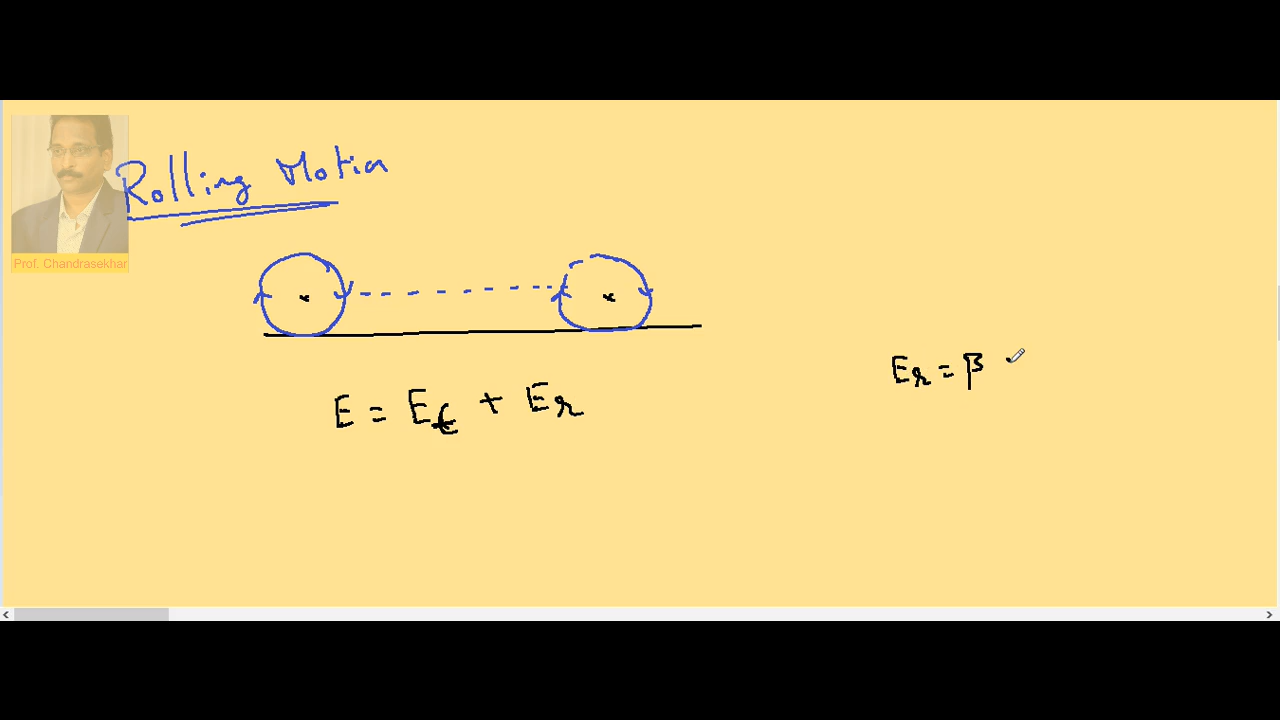 Rolling Motion
Prof. Chandrasekhar
E = Et + Er
Er = β